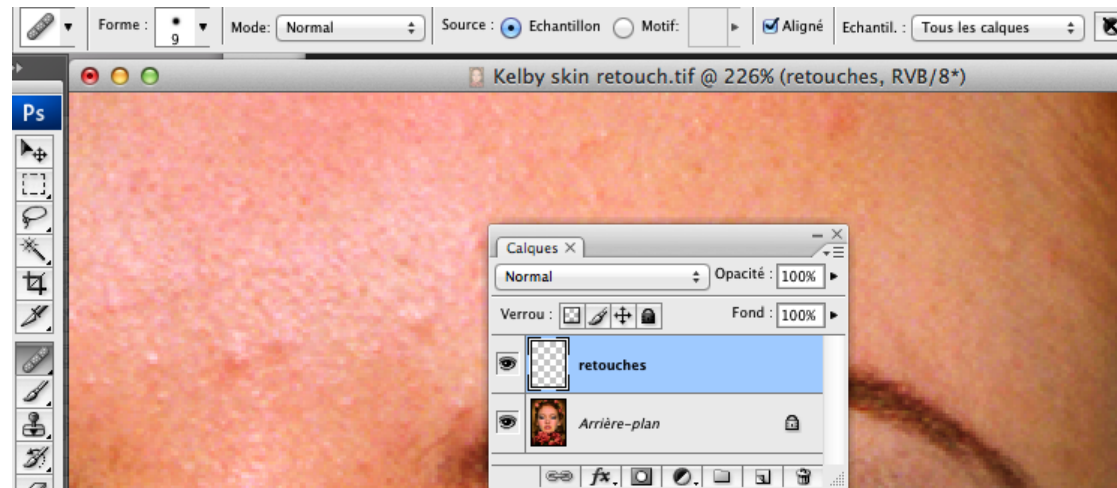 Forme : 9 Mode: Normal Source : Echantillon Motif: Aligné Echantil. : Tous les calques
Kelby skin retouch.tif @ 226% (retouches, RVB/8*)
Ps
Calques
Normal Opacité : 100%
Verrou : Fond : 100%
retouches
Arrière-plan
fx.